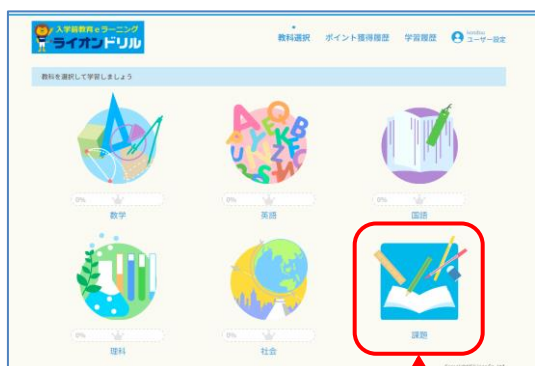 入学前教育eラーニング
ライオンドリル
教科選択 ポイント獲得履歴 学習履歴 ユーザー設定
教科を選択して学習しましょう
0% 0% 0%
数学 英語 国語
0% 0%
理科 社会 課題